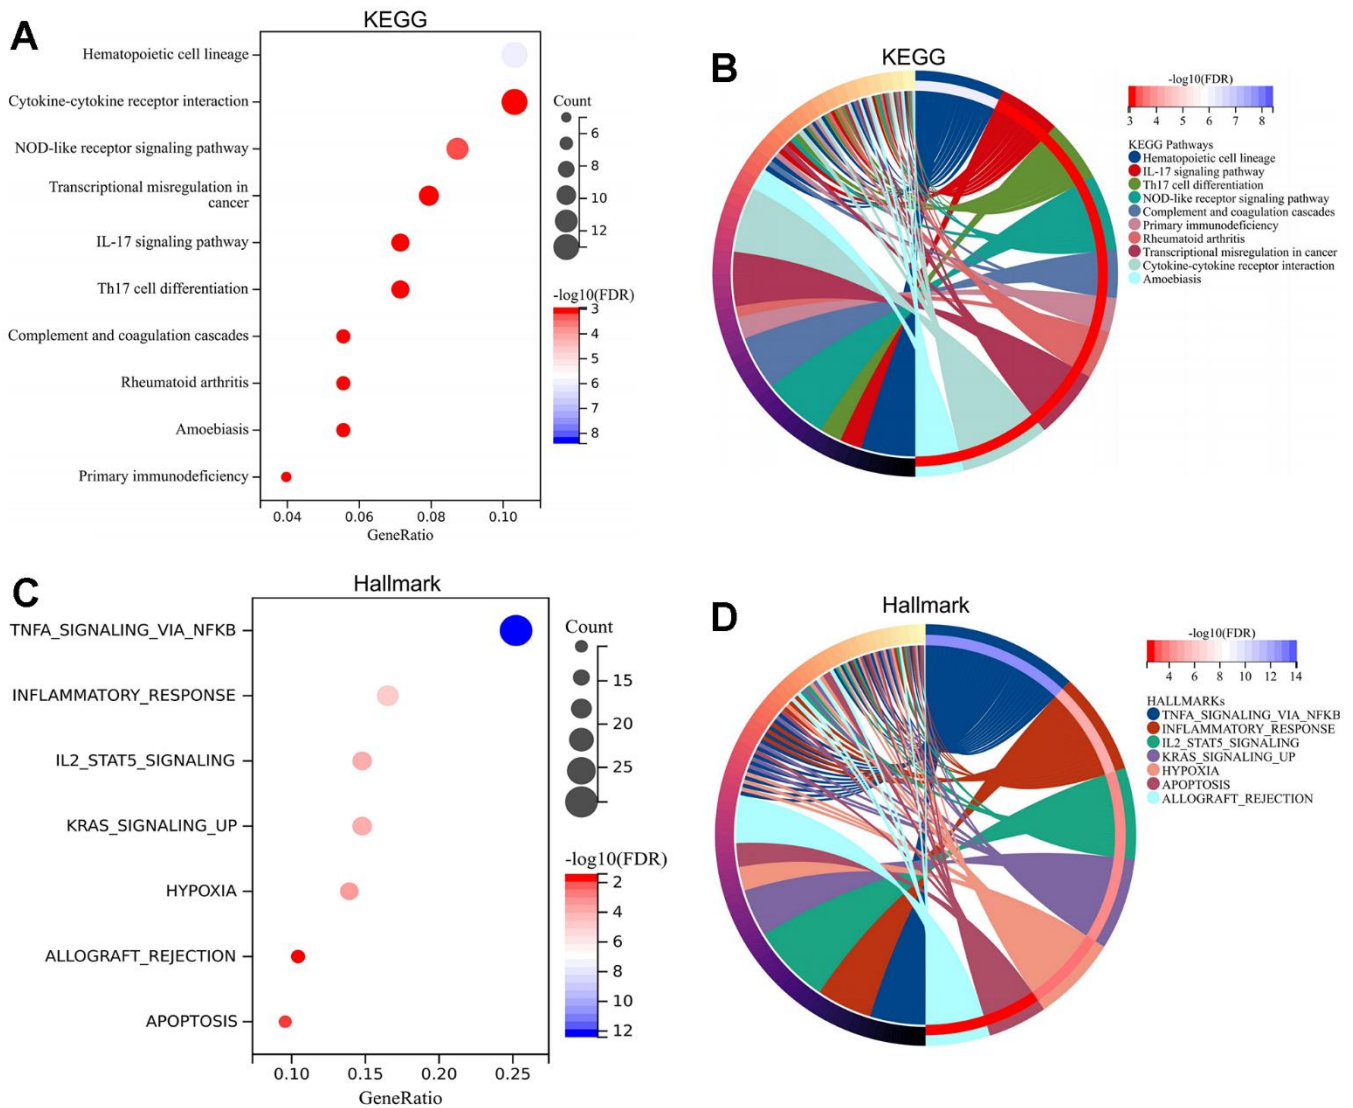 A
KEGG
Hematopoietic cell lineage
Cytokine-cytokine receptor interaction
NOD-like receptor signaling pathway
Transcriptional misregulation in
cancer
IL-17 signaling pathway
Th17 cell differentiation
Complement and coagulation cascades
Rheumatoid arthritis
Amoebiasis
Primary immunodeficiency
0.04 0.06 0.08 0.10
GeneRatio
Count
6
8
10
12
-log10(FDR)
3
4
5
6
7
8
B
KEGG
-log10(FDR)
3 4 5 6 7 8
KEGG Pathways
Hematopoietic cell lineage
IL-17 signaling pathway
Th17 cell differentiation
NOD-like receptor signaling pathway
Complement and coagulation cascades
Primary immunodeficiency
Rheumatoid arthritis
Transcriptional misregulation in cancer
Cytokine-cytokine receptor interaction
Amoebiasis
C
Hallmark
TNFA_SIGNALING_VIA_NFKB
INFLAMMATORY_RESPONSE
IL2_STAT5_SIGNALING
KRAS_SIGNALING_UP
HYPOXIA
ALLOGRAFT_REJECTION
APOPTOSIS
0.10 0.15 0.20 0.25
GeneRatio
Count
15
20
25
-log10(FDR)
2
4
6
8
10
12
D
Hallmark
-log10(FDR)
4 6 8 10 12 14
HALLMARKs
TNFA_SIGNALING_VIA_NFKB
INFLAMMATORY_RESPONSE
IL2_STAT5_SIGNALING
KRAS_SIGNALING_UP
HYPOXIA
APOPTOSIS
ALLOGRAFT_REJECTION